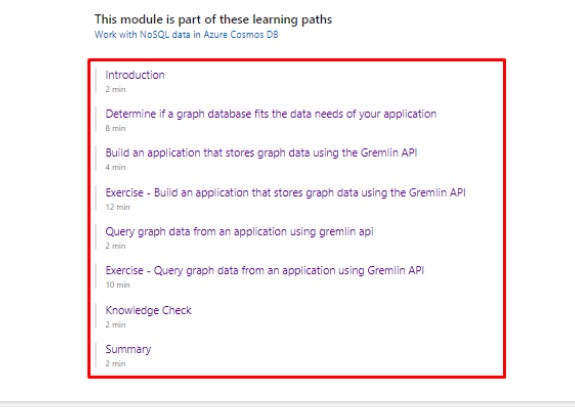 This module is part of these learning paths
Work with NoSQL data in Azure Cosmos DB
Introduction
2 min
Determine if a graph database fits the data needs of your application
8 min
Build an application that stores graph data using the Gremlin API
4 min
Exercise - Build an application that stores graph data using the Gremlin API
12 min
Query graph data from an application using gremlin api
2 min
Exercise - Query graph data from an application using Gremlin API
10 min
Knowledge Check
2 min
Summary
2 min